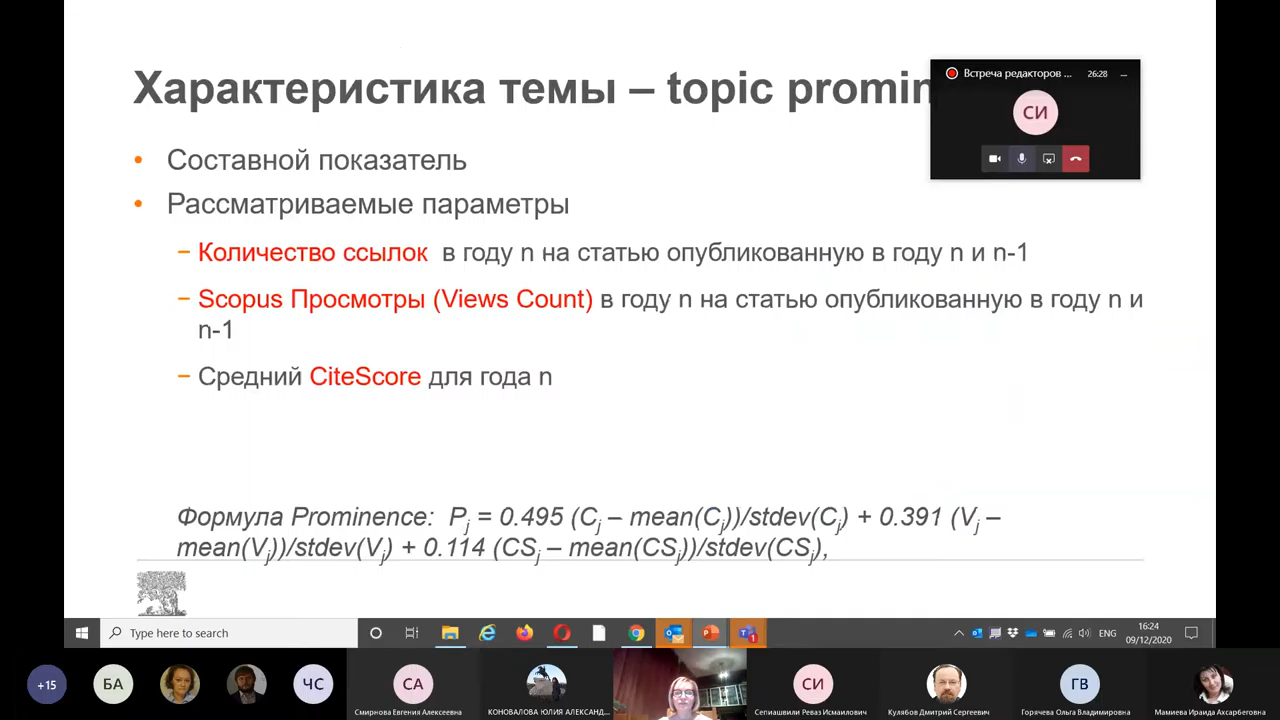 Характеристика темы – topic promin
Встреча редакторов ... 26:28
СИ
• Составной показатель
• Рассматриваемые параметры
− Количество ссылок в году n на статью опубликованную в году n и n-1
− Scopus Просмотры (Views Count) в году n на статью опубликованную в году n и
n-1
− Средний CiteScore для года n
Формула Prominence: Pj = 0.495 (Cj – mean(Cj))/stdev(Cj) + 0.391 (Vj –
mean(Vj))/stdev(Vj) + 0.114 (CSj – mean(CSj))/stdev(CSj),
Type here to search
ENG
16:24
09/12/2020
+15
БА
ЧС
СА
СИ
ГВ
Смирнова Евгения Алексеевна
КОНОВАЛОВА ЮЛИЯ АЛЕКСАНД...
Сепиашвили Реваз Исмаилович
Кулябов Дмитрий Сергеевич
Горячева Ольга Владимировна
Мамиева Ираида Ахсарбеговна